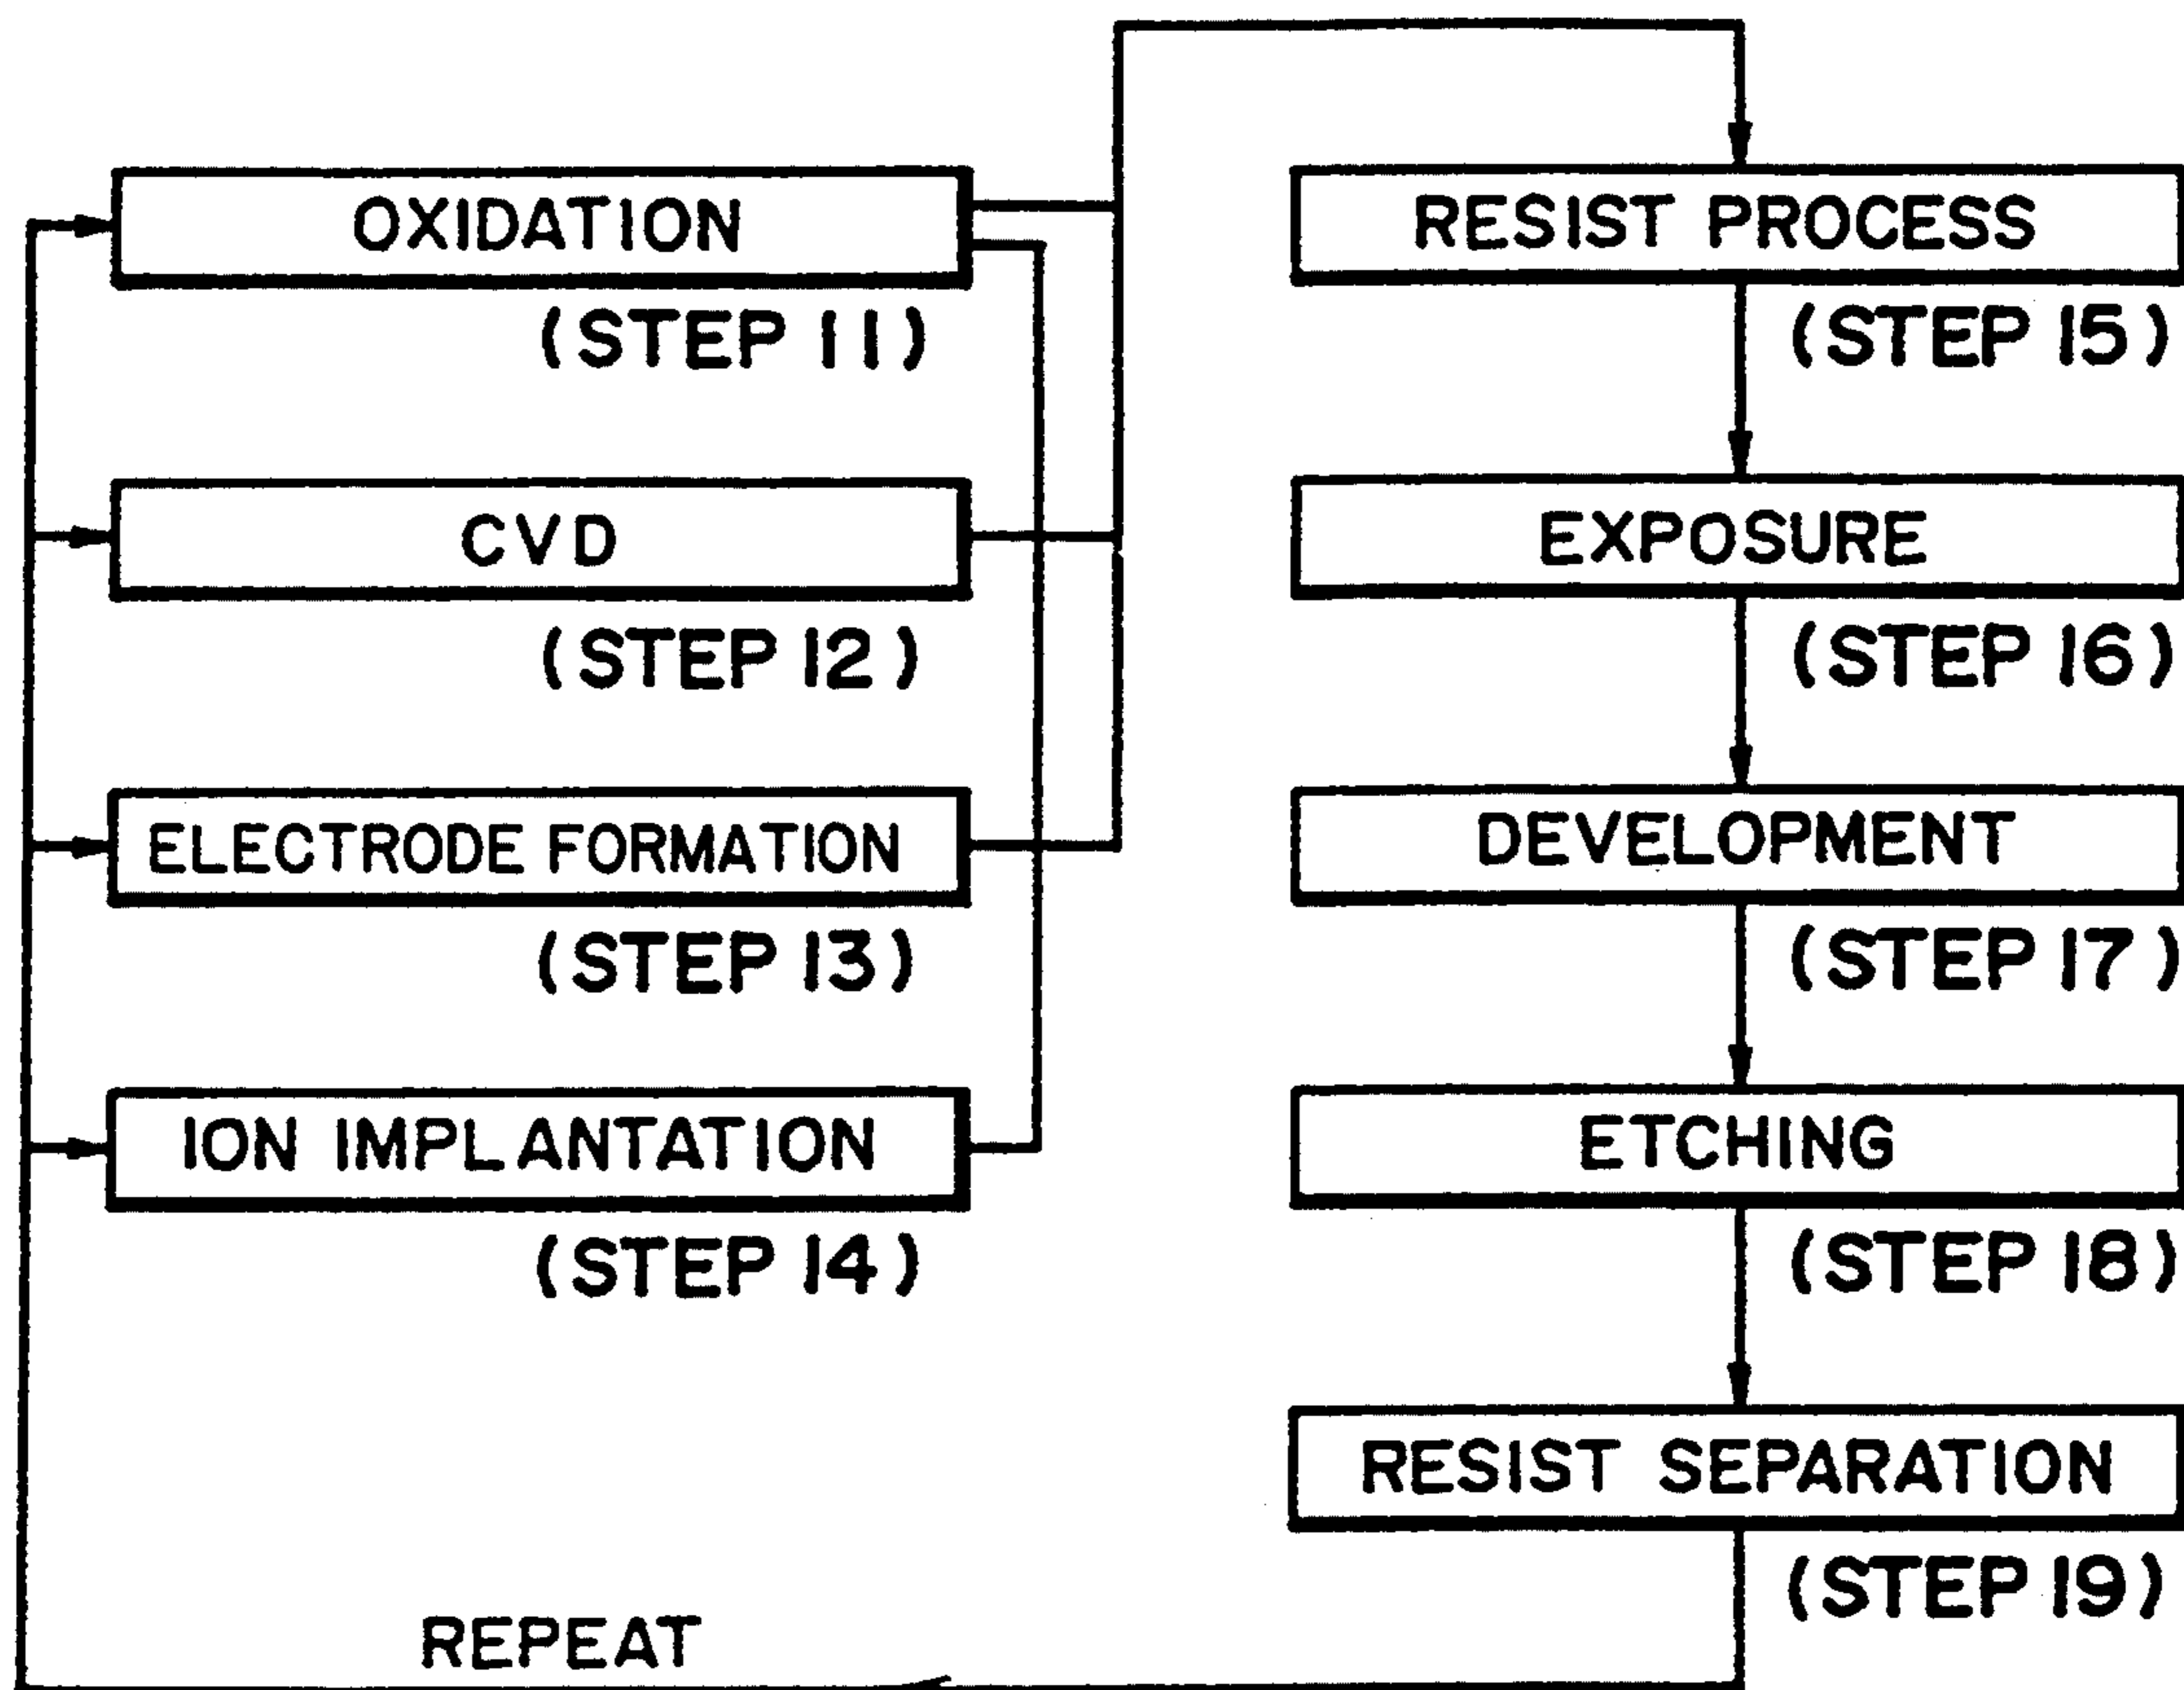 OXIDATION
(STEP 11)
CVD
(STEP 12)
ELECTRODE FORMATION
(STEP 13)
ION IMPLANTATION
(STEP 14)
RESIST PROCESS
(STEP 15)
EXPOSURE
(STEP 16)
DEVELOPMENT
(STEP 17)
ETCHING
(STEP 18)
RESIST SEPARATION
(STEP 19)
REPEAT